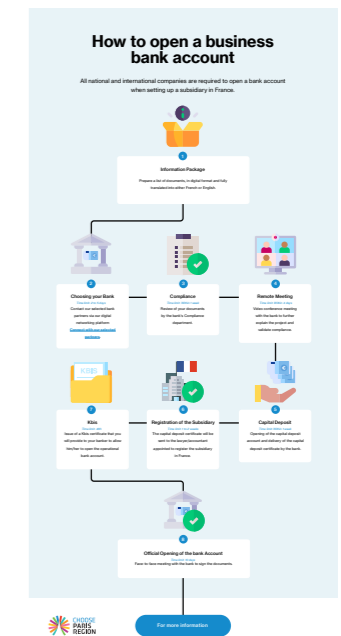 How to open a business
bank account
All national and international companies are required to open a bank account
when setting up a subsidiary in France.
1
Information Package
Prepare a list of documents, in digital format and fully
translated into either French or English.
2
Choosing your Bank
Contact our selected bank
partners via our digital
networking platform
Connect with our selected
partners
3
Compliance
Review of your documents
by the bank's Compliance
department.
4
Remote Meeting
Video conference meeting
with the bank to further
explain the project and
validate compliance.
7
Kbis
Issue of a Kbis certificate that you
will provide to your banker to allow
him/her to open the operational
bank account.
6
Registration of the Subsidiary
The capital deposit certificate will be
sent to the lawyer/accountant
appointed to register the subsidiary
in France.
5
Capital Deposit
Opening of the capital deposit
account and delivery of the capital
deposit certificate by the bank.
8
Official Opening of the bank Account
Face-to-face meeting with the bank to sign the documents
CHOOSE
PARIS
REGION
For more information